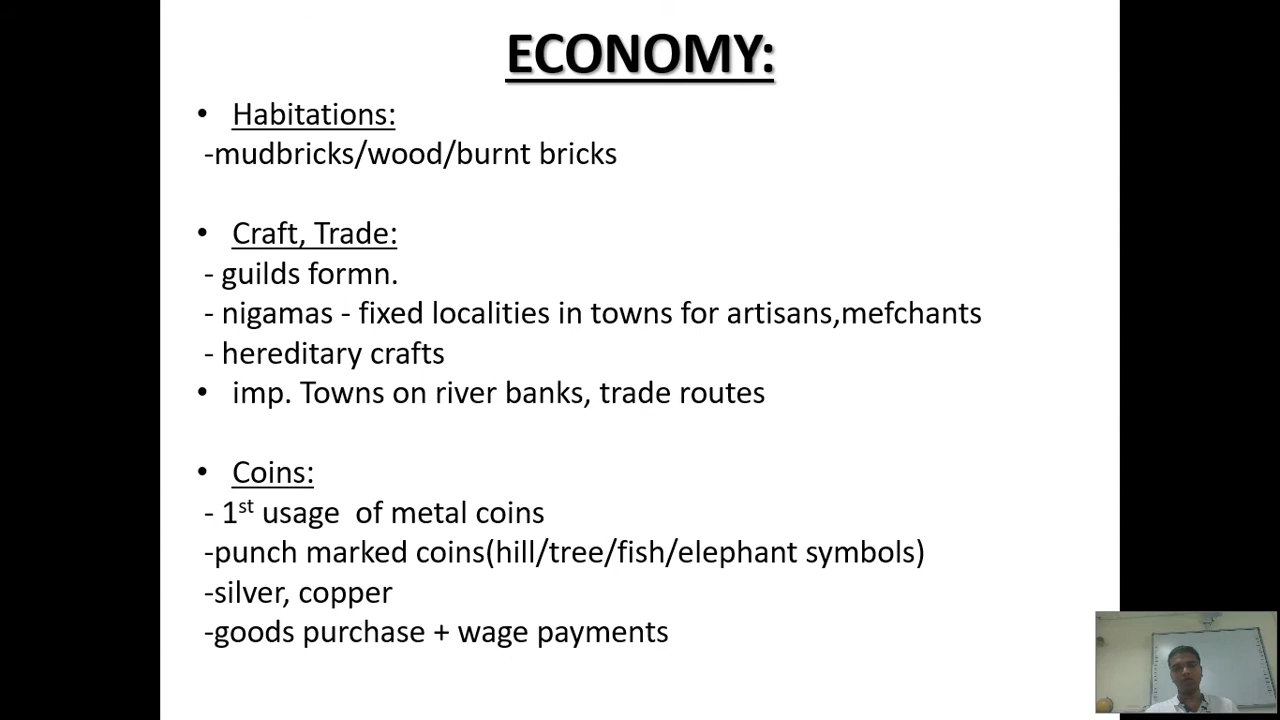 ECONOMY:
• Habitations:
-mudbricks/wood/burnt bricks
• Craft, Trade:
- guilds formn.
- nigamas - fixed localities in towns for artisans,mefchants
- hereditary crafts
• imp. Towns on river banks, trade routes
• Coins:
- 1st usage of metal coins
-punch marked coins(hill/tree/fish/elephant symbols)
-silver, copper
-goods purchase + wage payments